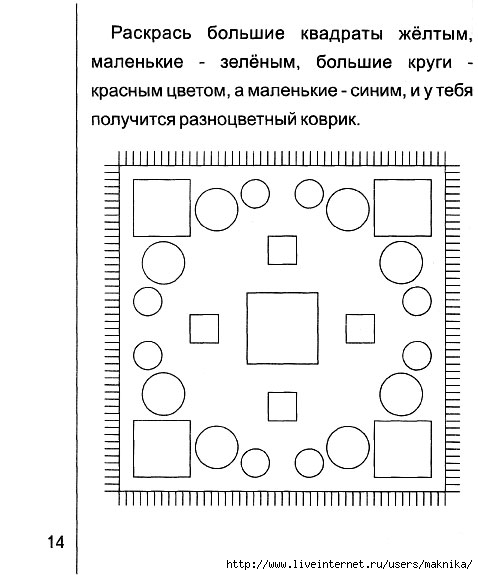 Раскрась большие квадраты жёлтым,
маленькие - зелёным, большие круги -
красным цветом, а маленькие - синим, и у тебя
получится разноцветный коврик.
14
http://www.liveinternet.ru/users/maknika/